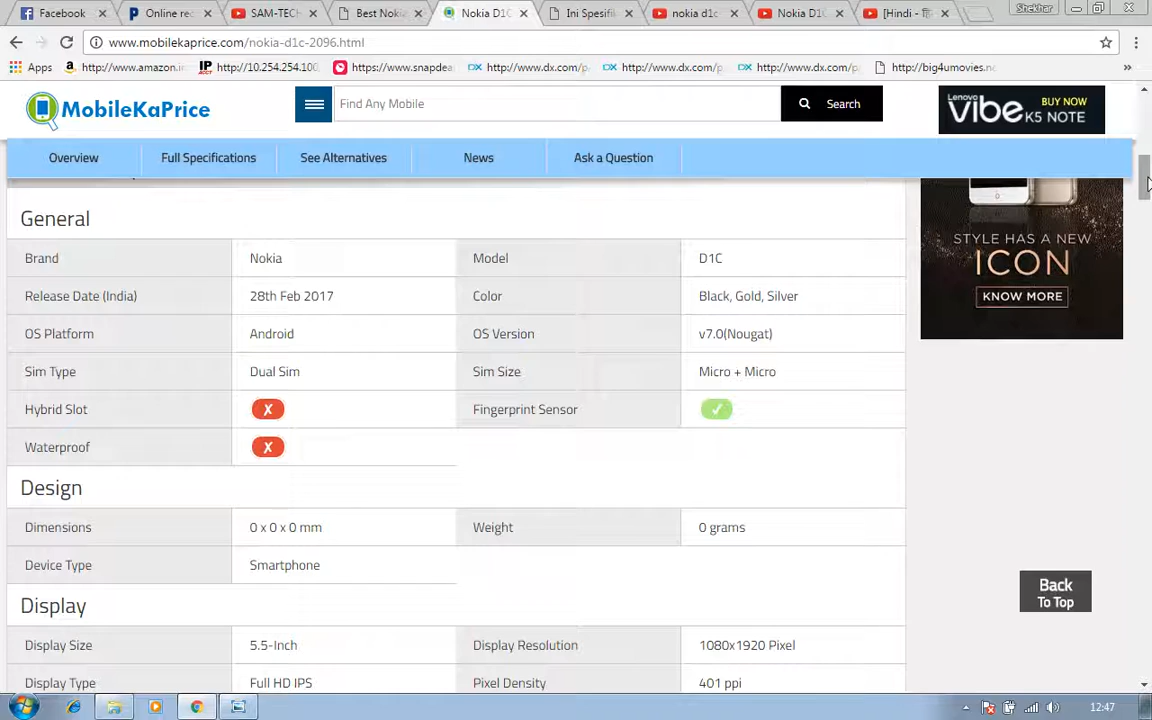 Facebook
Online re
SAM-TECH
Best Nokia
Nokia D1C
Ini Spesifi
nokia d1c
Nokia D1C
[Hindi -
Shekhar
www.mobilekaprice.com/nokia-d1c-2096.html
Apps
http://www.amazon.i
http://10.254.254.100
https://www.snapdea
http://www.dx.com/p
http://www.dx.com/p
http://www.dx.com/p
http://big4umovies.n
MobileKaPrice
Find Any Mobile
Search
Lenovo
VIBE
BUY NOW
K5 NOTE
Overview
Full Specifications
See Alternatives
News
Ask a Question
General
Brand
Nokia
Model
D1C
Release Date (India)
28th Feb 2017
Color
Black, Gold, Silver
OS Platform
Android
OS Version
v7.0(Nougat)
Sim Type
Dual Sim
Sim Size
Micro + Micro
Hybrid Slot
X
Fingerprint Sensor
Waterproof
X
Design
Dimensions
0 x 0 x 0 mm
Weight
0 grams
Device Type
Smartphone
Display
Display Size
5.5-Inch
Display Resolution
1080x1920 Pixel
Display Type
Full HD IPS
Pixel Density
401 ppi
STYLE HAS A NEW
ICON
KNOW MORE
Back
To Top
12:47